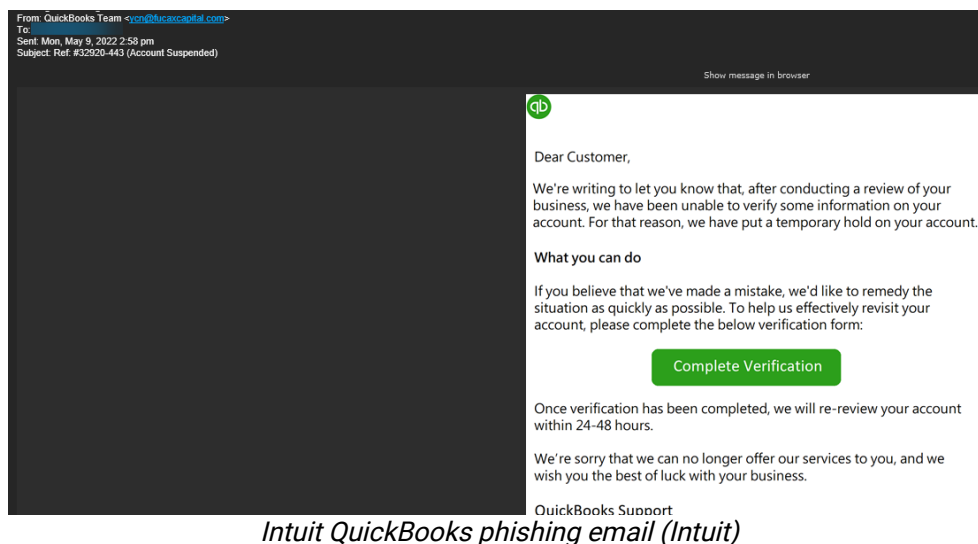 From: QuickBooks Team <vcn@fucaxcapital.com>
To:
Sent: Mon, May 9, 2022 2:58 pm
Subject: Ref: #32920-443 (Account Suspended)
Show message in browser
qb
Dear Customer,
We're writing to let you know that, after conducting a review of your
business, we have been unable to verify some information on your
account. For that reason, we have put a temporary hold on your account.
What you can do
If you believe that we've made a mistake, we'd like to remedy the
situation as quickly as possible. To help us effectively revisit your
account, please complete the below verification form:
Complete Verification
Once verification has been completed, we will re-review your account
within 24-48 hours.
We're sorry that we can no longer offer our services to you, and we
wish you the best of luck with your business.
QuickBooks Support
Intuit QuickBooks phishing email (Intuit)